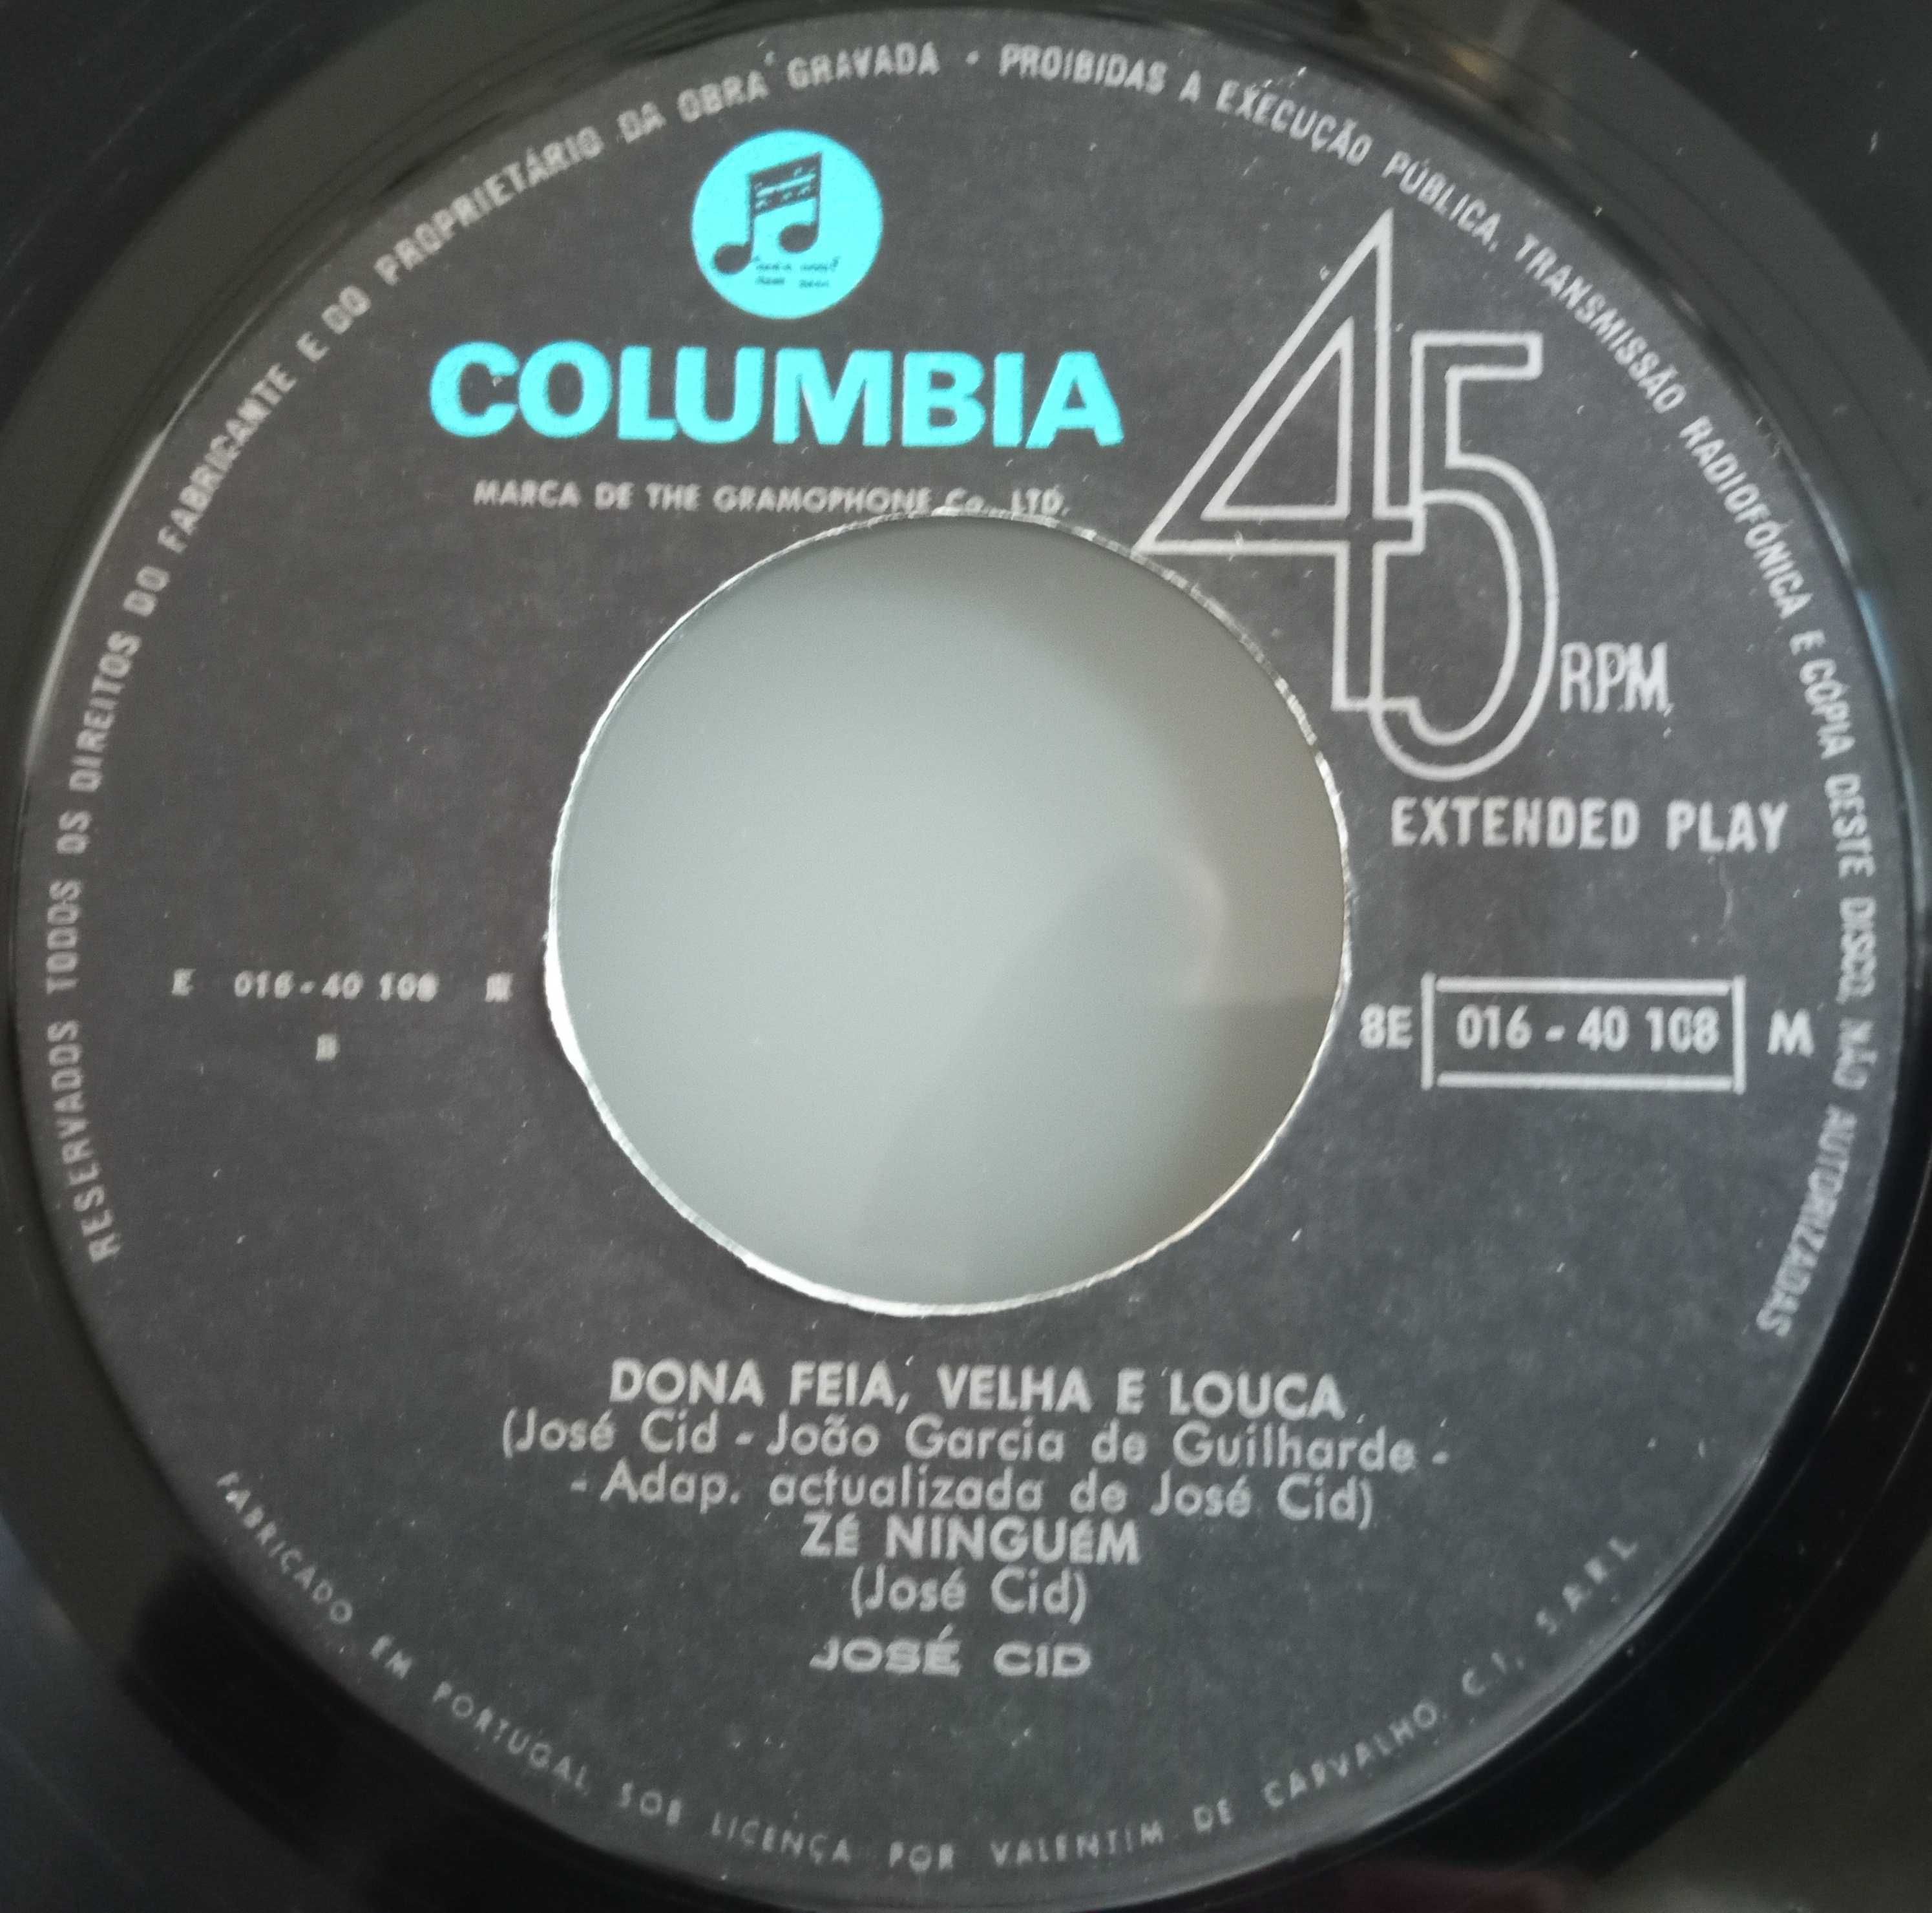 RESERVADOS TODOS OS DIREITOS DO FABRICANTE E DO PROPRIETÁRIO DA OBRA GRAVADA • PROIBIDAS A EXECUÇÃO PÚBLICA, TRANSMISSÃO RADIOFÓNICA E CÓPIA DESTE DISCO, NÃO AUTORIZADAS
COLUMBIA
MARCA DE THE GRAMOPHONE Co., LTD.
45 RPM
EXTENDED PLAY
E 016-40 108
B
8E 016 - 40 108 M
DONA FEIA, VELHA E LOUCA
(José Cid - João Garcia de Guilharde -
- Adap. actualizada de José Cid)
ZÉ NINGUÉM
(José Cid)
JOSÉ CID
FABRICADO EM PORTUGAL SOB LICENÇA POR VALENTIM DE CARVALHO, C.I., S.A.R.L